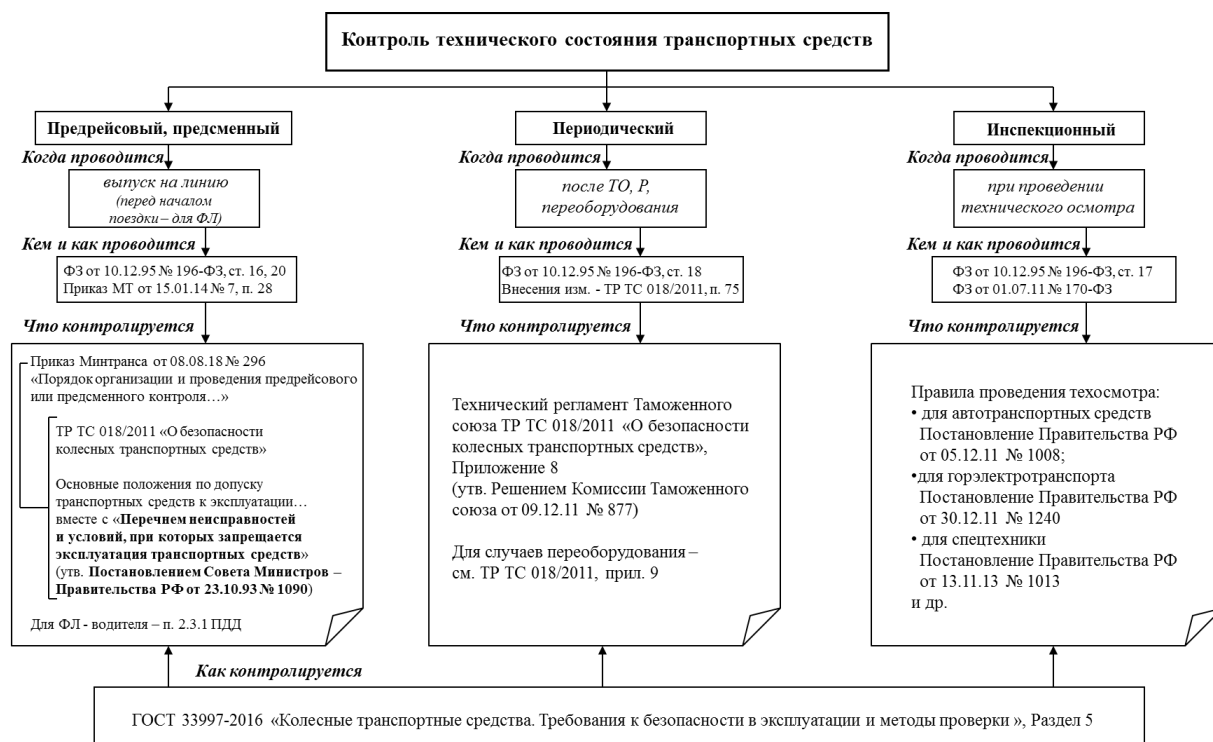 Контроль технического состояния транспортных средств
Предрейсовый, предсменный
Когда проводится
выпуск на линию
(перед началом
поездки – для ФЛ)
Кем и как проводится
ФЗ от 10.12.95 № 196-ФЗ, ст. 16, 20
Приказ МТ от 15.01.14 № 7, п. 28
Что контролируется
Приказ Минтранса от 08.08.18 № 296
«Порядок организации и проведения предрейсового
или предсменного контроля…»
ТР ТС 018/2011 «О безопасности
колесных транспортных средств»
Основные положения по допуску
транспортных средств к эксплуатации…
вместе с «Перечнем неисправностей
и условий, при которых запрещается
эксплуатация транспортных средств»
(утв. Постановлением Совета Министров –
Правительства РФ от 23.10.93 № 1090)
Для ФЛ - водителя – п. 2.3.1 ПДД
Периодический
Когда проводится
после ТО, Р,
переоборудования
Кем и как проводится
ФЗ от 10.12.95 № 196-ФЗ, ст. 18
Внесения изм. - ТР ТС 018/2011, п. 75
Что контролируется
Технический регламент Таможенного
союза ТР ТС 018/2011 «О безопасности
колесных транспортных средств»,
Приложение 8
(утв. Решением Комиссии Таможенного
союза от 09.12.11 № 877)
Для случаев переоборудования –
см. ТР ТС 018/2011, прил. 9
Инспекционный
Когда проводится
при проведении
технического осмотра
Кем и как проводится
ФЗ от 10.12.95 № 196-ФЗ, ст. 17
ФЗ от 01.07.11 № 170-ФЗ
Что контролируется
Правила проведения техосмотра:
• для автотранспортных средств
Постановление Правительства РФ
от 05.12.11 № 1008;
•для горэлектротранспорта
Постановление Правительства РФ
от 30.12.11 № 1240
• для спецтехники
Постановление Правительства РФ
от 13.11.13 № 1013
и др.
Как контролируется
ГОСТ 33997-2016 «Колесные транспортные средства. Требования к безопасности в эксплуатации и методы проверки », Раздел 5